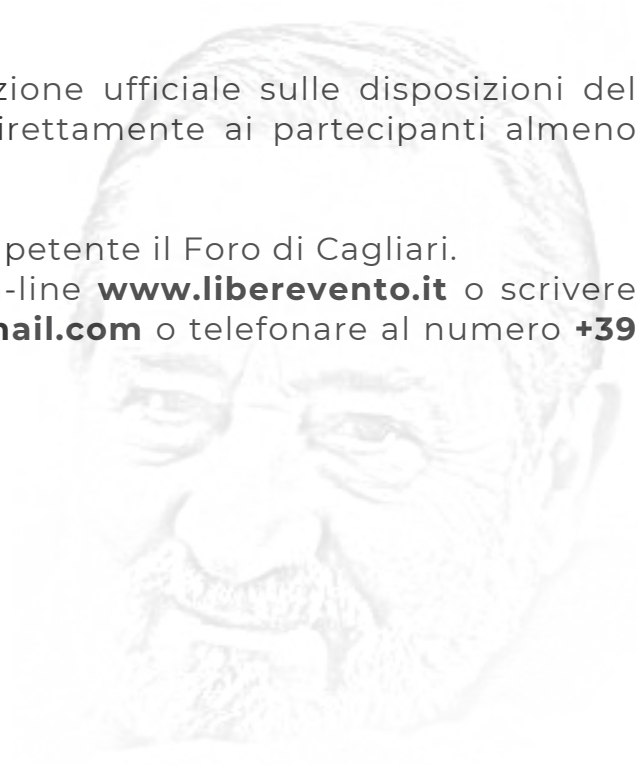 zione ufficiale sulle disposizioni del
irettamente ai partecipanti almeno
petente il Foro di Cagliari.
-line www.liberevento.it o scrivere
mail.com o telefonare al numero +39